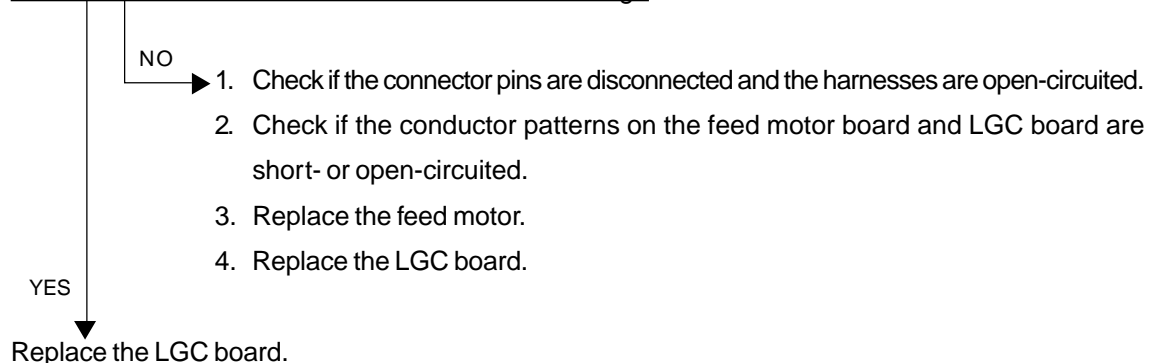 NO
1. Check if the connector pins are disconnected and the harnesses are open-circuited.
2. Check if the conductor patterns on the feed motor board and LGC board are
short- or open-circuited.
3. Replace the feed motor.
4. Replace the LGC board.
YES
Replace the LGC board.